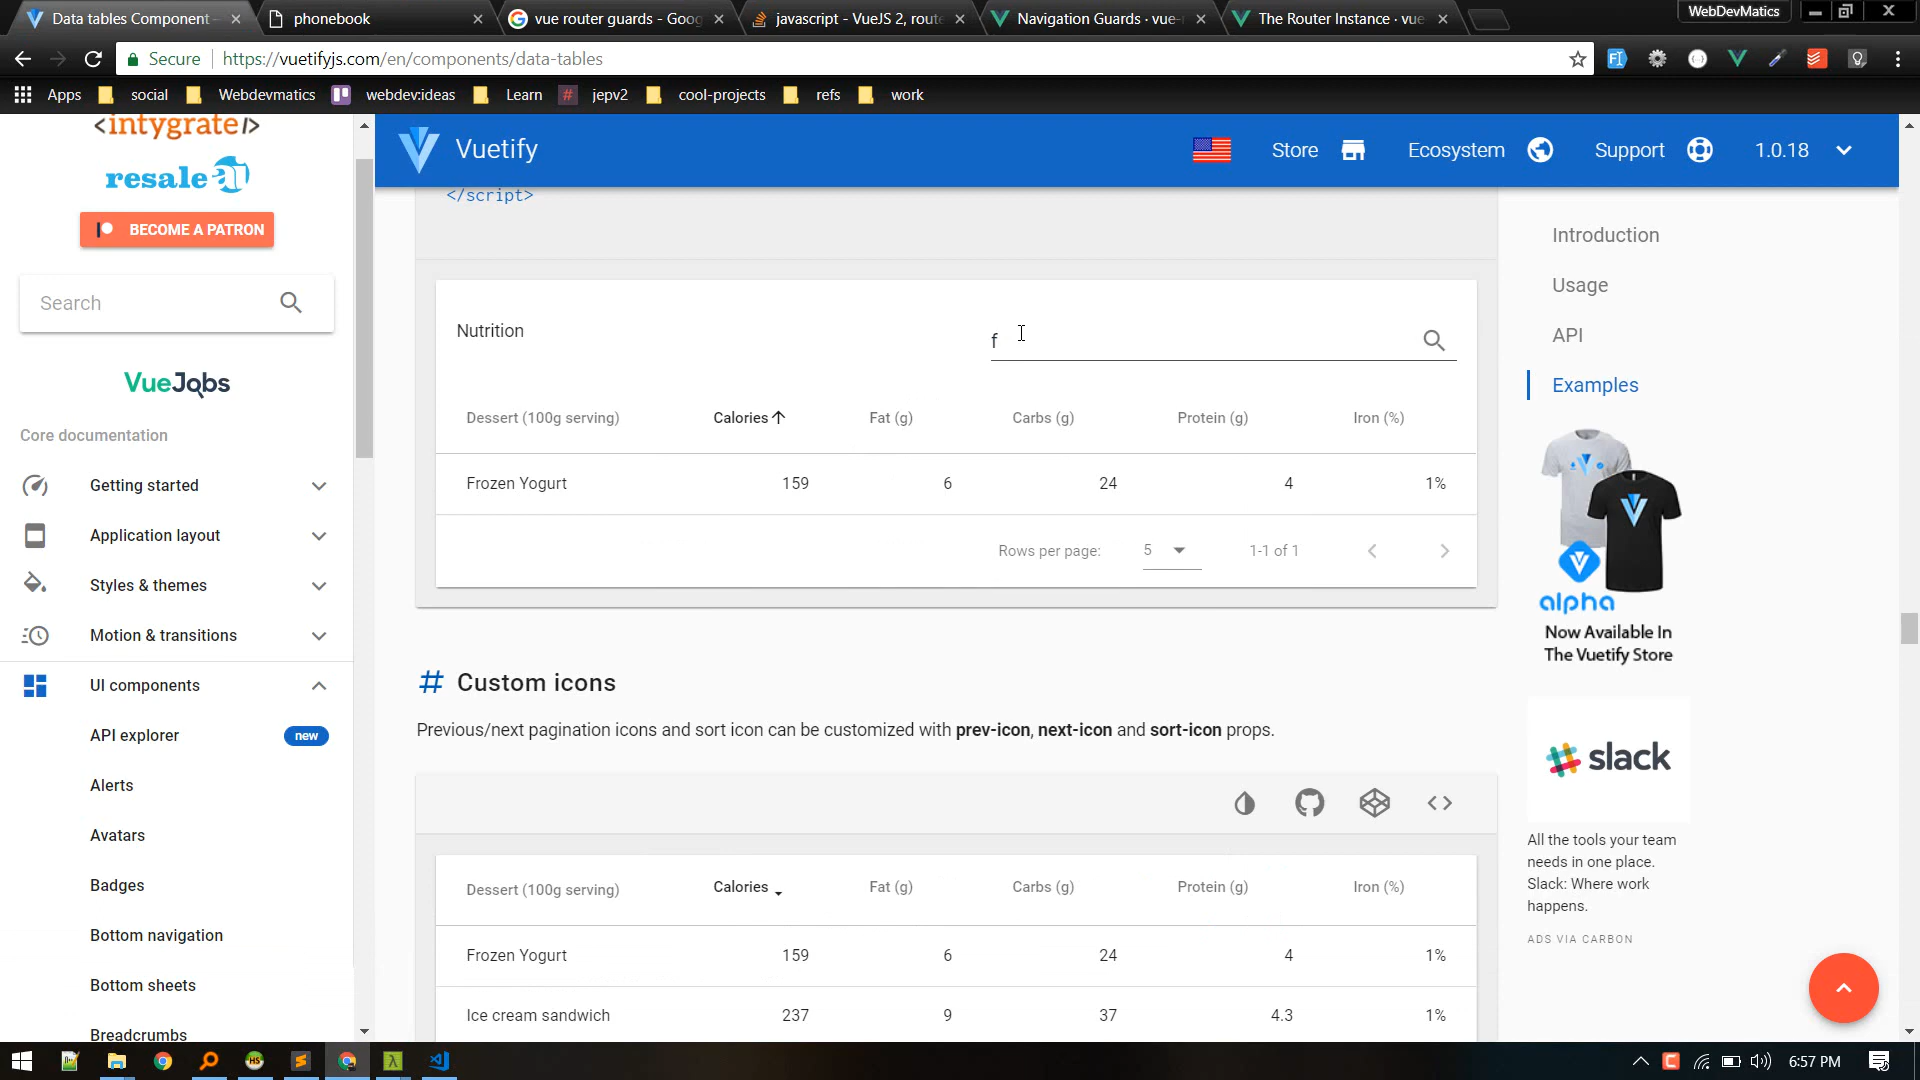 Data tables Component -
phonebook
vue router guards - Goog
javascript - VueJS 2, route
Navigation Guards · vue-r
The Router Instance · vue
WebDevMatics
Secure
https://vuetifyjs.com/en/components/data-tables
Apps
social
Webdevmatics
webdev:ideas
Learn
jepv2
cool-projects
refs
work
<intygrate/>
resale
BECOME A PATRON
Search
VueJobs
Core documentation
Getting started
Application layout
Styles & themes
Motion & transitions
UI components
API explorer
new
Alerts
Avatars
Badges
Bottom navigation
Bottom sheets
Breadcrumbs
Vuetify
Store
Ecosystem
Support
1.0.18
</script>
Nutrition
f
Dessert (100g serving) Calories Fat (g) Carbs (g) Protein (g) Iron (%)
Frozen Yogurt 159 6 24 4 1%
Rows per page: 5 1-1 of 1
# Custom icons
Previous/next pagination icons and sort icon can be customized with prev-icon, next-icon and sort-icon props.
Dessert (100g serving) Calories Fat (g) Carbs (g) Protein (g) Iron (%)
Frozen Yogurt 159 6 24 4 1%
Ice cream sandwich 237 9 37 4.3 1%
Introduction
Usage
API
Examples
alpha
Now Available In
The Vuetify Store
slack
All the tools your team
needs in one place.
Slack: Where work
happens.
ADS VIA CARBON
6:57 PM